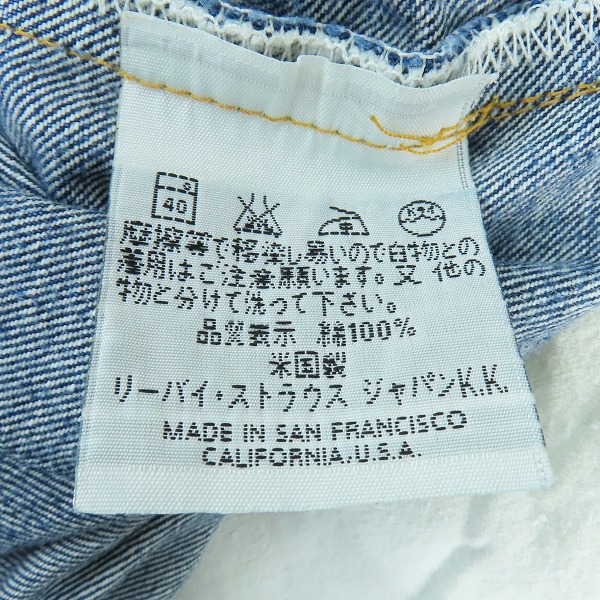 40
摩擦等で移染し易いので白物との
着用はご注意願います。又 他の
物と分けて洗って下さい。
品質表示 綿100%
米国製
リーバイ・ストラウス ジャパンK.K.
MADE IN SAN FRANCISCO
CALIFORNIA, U.S.A.